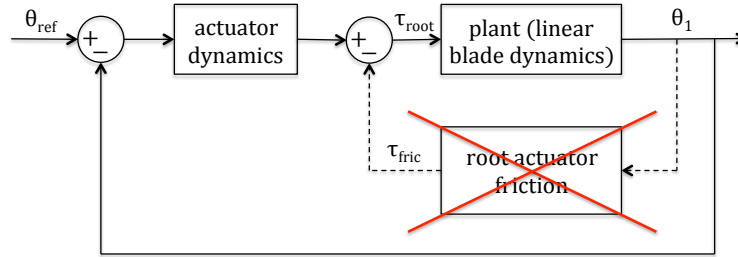 θref
+
−
actuator
dynamics
+
−
τroot
plant (linear
blade dynamics)
θ1
τfric
root actuator
friction